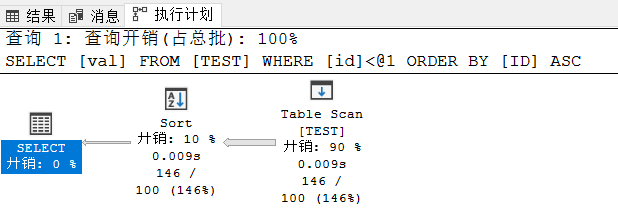 结果 消息 执行计划
查询 1: 查询开销(占总批): 100%
SELECT [val] FROM [TEST] WHERE [id]<@1 ORDER BY [ID] ASC
SELECT
开销: 0 %
Sort
开销: 10 %
0.009s
146 /
100 (146%)
Table Scan
[TEST]
开销: 90 %
0.009s
146 /
100 (146%)